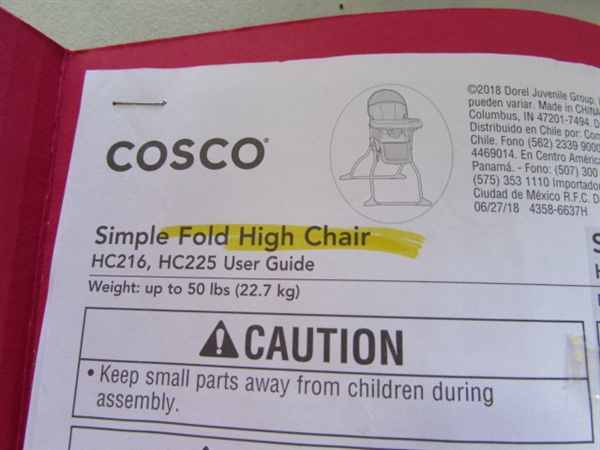 COSCO®
©2018 Dorel Juvenile Group,
pueden variar. Made in CHINA
Columbus, IN 47201-7494.
Distribuido en Chile por: Com
Chile. Fono (562) 2339 9000
4469014. En Centro Améric
Panamá. - Fono: (507) 300
(575) 353 1110 Importador
Ciudad de México R.F.C. D
06/27/18 4358-6637H
Simple Fold High Chair
HC216, HC225 User Guide
Weight: up to 50 lbs (22.7 kg)
CAUTION
• Keep small parts away from children during
assembly.